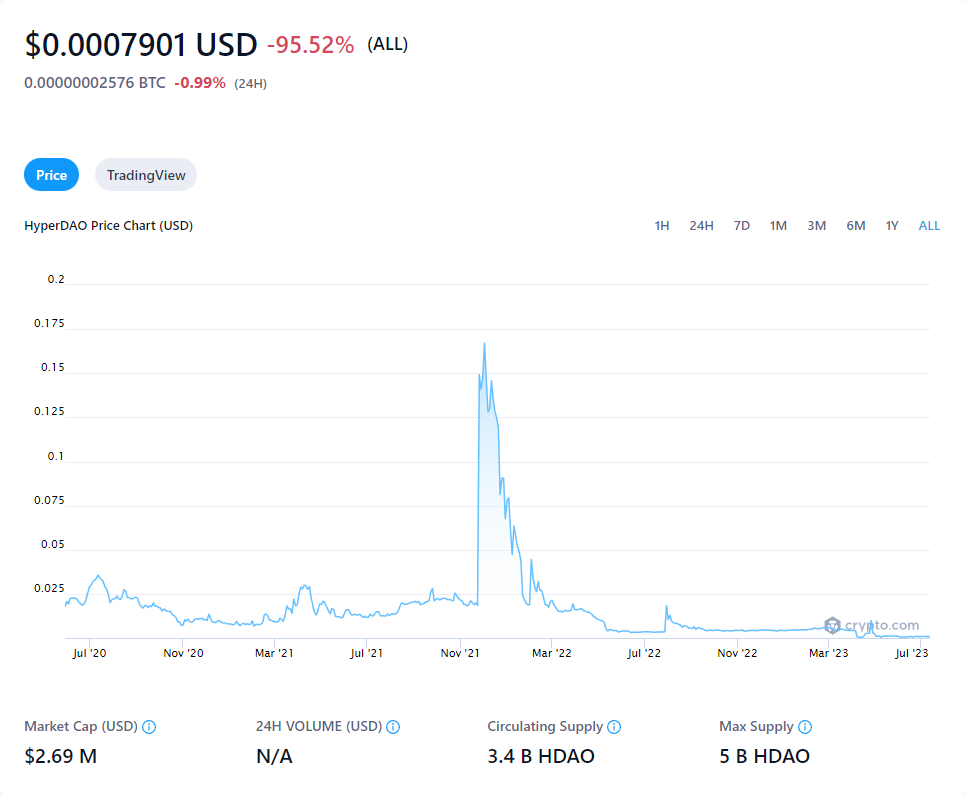 $0.0007901 USD -95.52% (ALL)
0.00000002576 BTC -0.99% (24H)
Price TradingView
HyperDAO Price Chart (USD) 1H 24H 7D 1M 3M 6M 1Y ALL
0.2
0.175
0.15
0.125
0.1
0.075
0.05
0.025
crypto.com
Jul '20 Nov '20 Mar '21 Jul '21 Nov '21 Mar '22 Jul '22 Nov '22 Mar '23 Jul '23
Market Cap (USD) 24H VOLUME (USD) Circulating Supply Max Supply
$2.69 M N/A 3.4 B HDAO 5 B HDAO